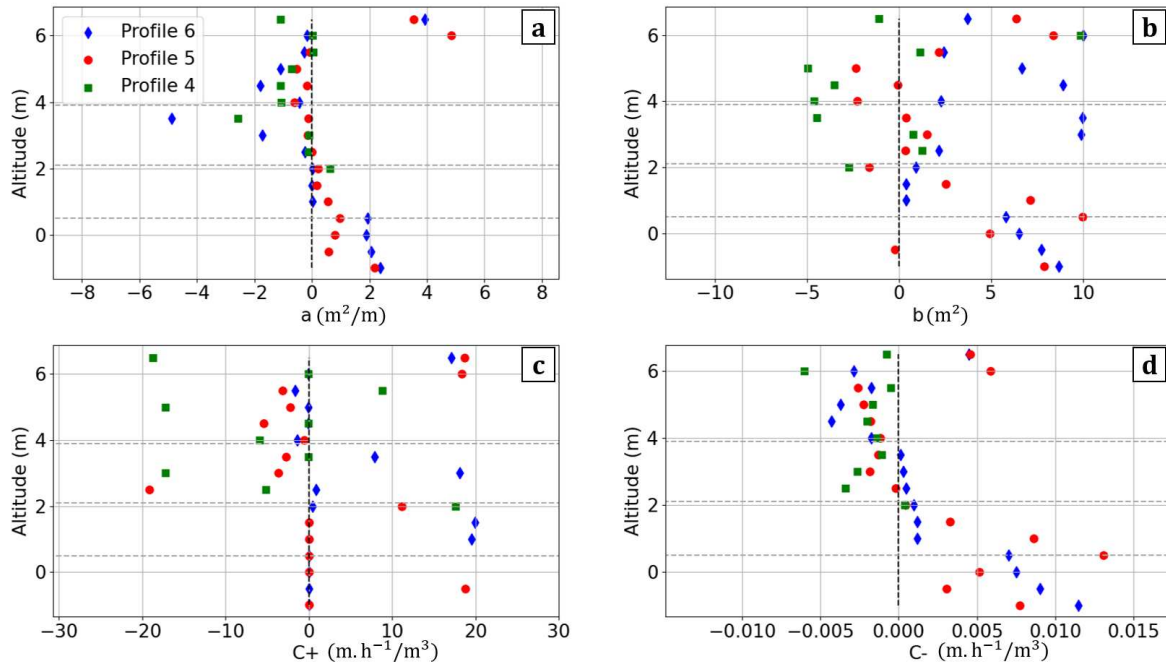 a
Profile 6
Profile 5
Profile 4
Altitude (m)
6
4
2
0
−8 −6 −4 −2 0 2 4 6 8
a (m²/m)
b
Altitude (m)
6
4
2
0
−10 −5 0 5 10
b (m²)
c
Altitude (m)
6
4
2
0
−30 −20 −10 0 10 20 30
C+ (m.h⁻¹/m³)
d
Altitude (m)
6
4
2
0
−0.010 −0.005 0.000 0.005 0.010 0.015
C- (m.h⁻¹/m³)